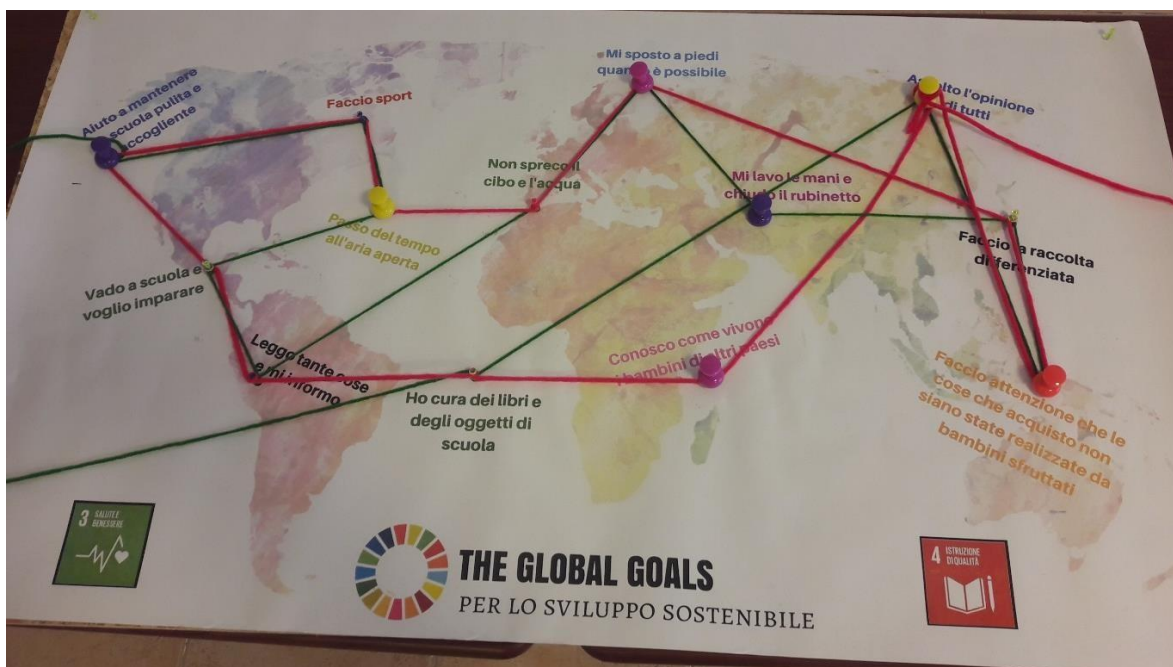 Aiuto a mantenere
scuola pulita e
accogliente
Faccio sport
Mi sposto a piedi
è possibile
l'opinione
di tutti
Non spreco il
cibo e l'acqua
Mi lavo le mani e
chiudo il rubinetto
Passo del tempo
all'aria aperta
Faccio la raccolta
differenziata
Vado a scuola e
voglio imparare
Leggo tante cose
e mi informo
Conosco come vivono
i bambini di altri paesi
Ho cura dei libri e
degli oggetti di
scuola
Faccio attenzione che le
cose che acquisto non
siano state realizzate da
bambini sfruttati
3 SALUTE E
BENESSERE
THE GLOBAL GOALS
PER LO SVILUPPO SOSTENIBILE
4 ISTRUZIONE
DI QUALITÀ